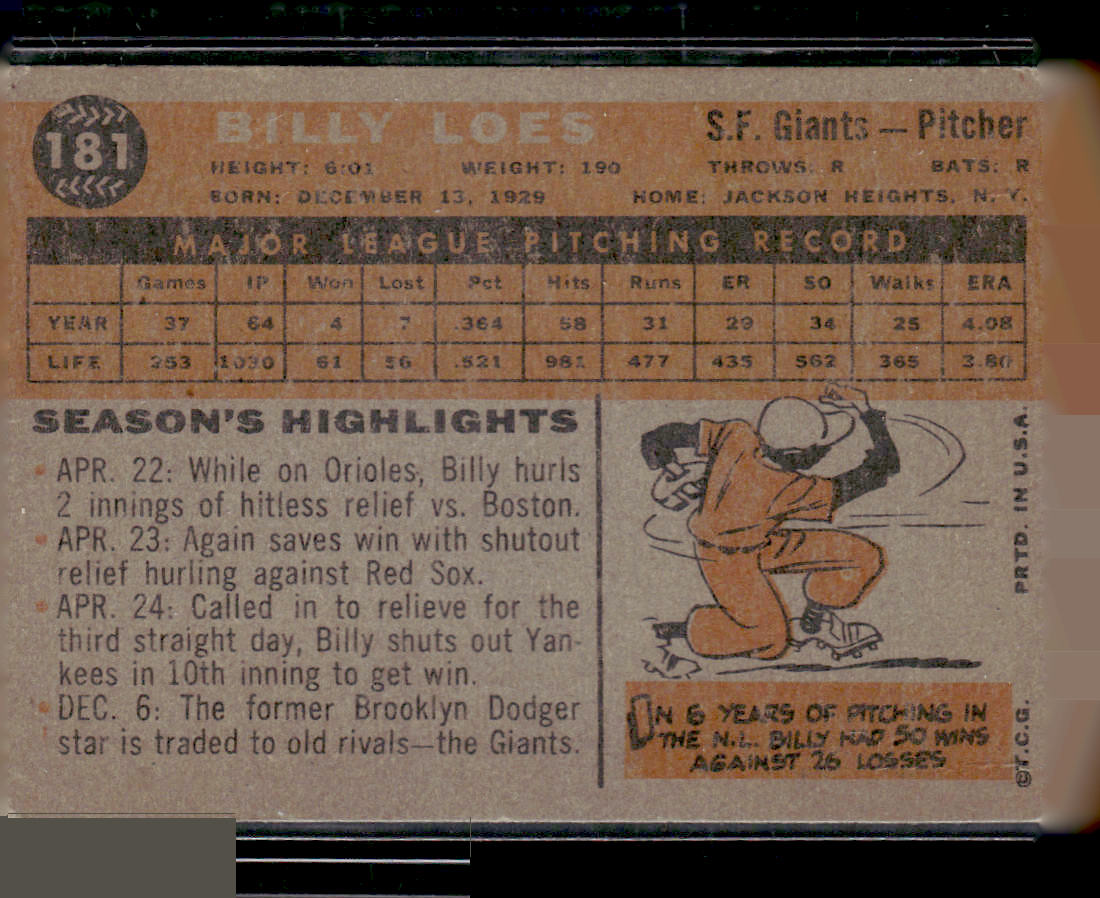 181
BILLY LOES
S.F. Giants — Pitcher
HEIGHT: 6:01 WEIGHT: 190 THROWS: R BATS: R
BORN: DECEMBER 13, 1929 HOME: JACKSON HEIGHTS, N. Y.
MAJOR LEAGUE PITCHING RECORD
Games IP Won Lost Pct Hits Runs ER SO Walks ERA
YEAR 37 64 4 7 .364 58 31 29 34 25 4.08
LIFE 253 1030 61 56 .521 981 477 435 562 365 3.80
SEASON'S HIGHLIGHTS
APR. 22: While on Orioles, Billy hurls
2 innings of hitless relief vs. Boston.
APR. 23: Again saves win with shutout
relief hurling against Red Sox.
APR. 24: Called in to relieve for the
third straight day, Billy shuts out Yan-
kees in 10th inning to get win.
DEC. 6: The former Brooklyn Dodger
star is traded to old rivals—the Giants.
IN 6 YEARS OF PITCHING IN
THE N.L. BILLY HAD 50 WINS
AGAINST 26 LOSSES
©T.C.G. PRTD. IN U.S.A.